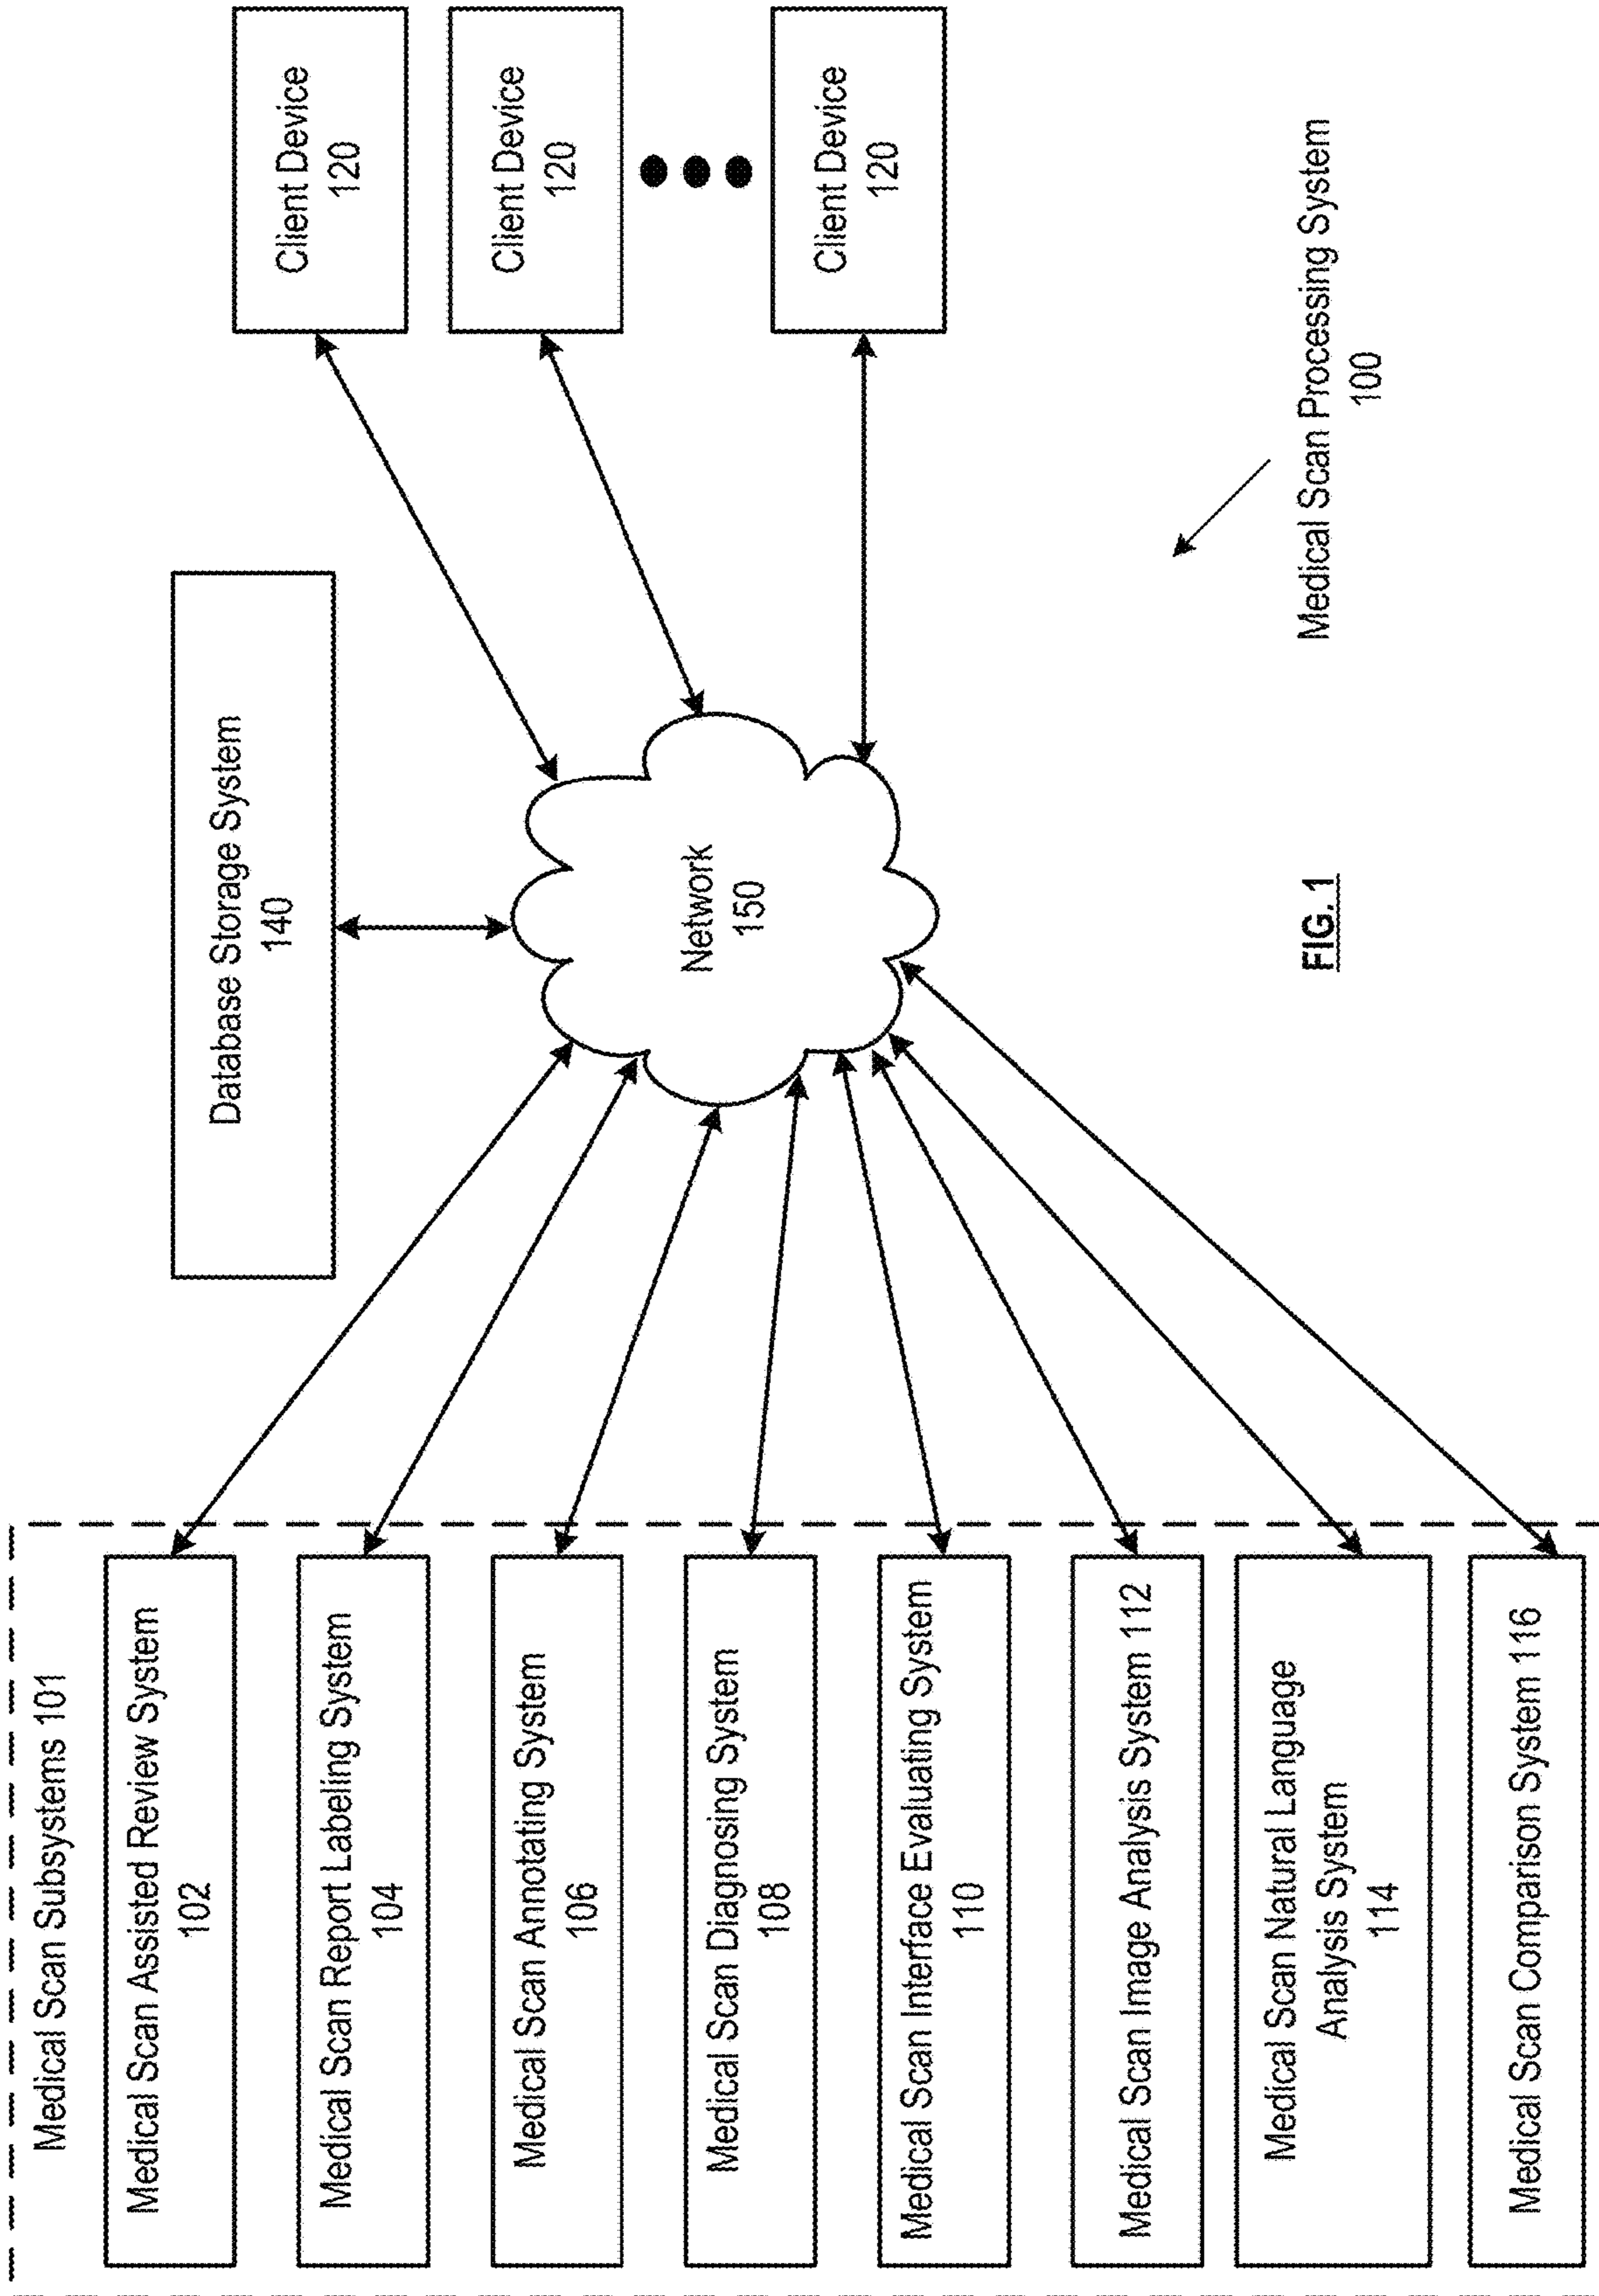 Medical Scan Subsystems 101
Medical Scan Assisted Review System
102
Medical Scan Report Labeling System
104
Medical Scan Annotating System
106
Medical Scan Diagnosing System
108
Medical Scan Interface Evaluating System
110
Medical Scan Image Analysis System 112
Medical Scan Natural Language
Analysis System
114
Medical Scan Comparison System 116
Database Storage System
140
Network
150
Client Device
120
Client Device
120
Client Device
120
Medical Scan Processing System
100
FIG. 1